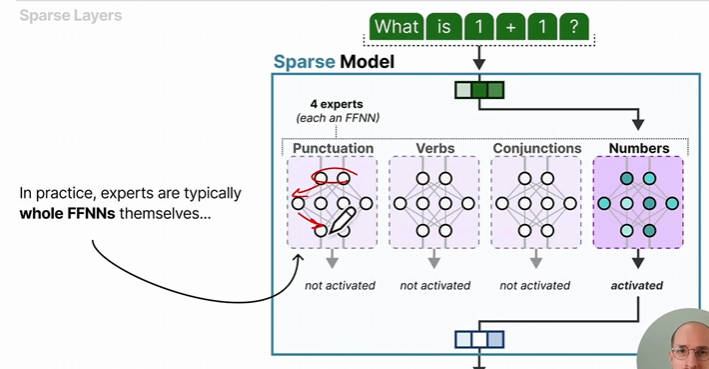 Sparse Layers
What is 1 + 1 ?
Sparse Model
4 experts
(each an FFNN)
Punctuation Verbs Conjunctions Numbers
In practice, experts are typically
whole FFNNs themselves...
not activated not activated not activated activated